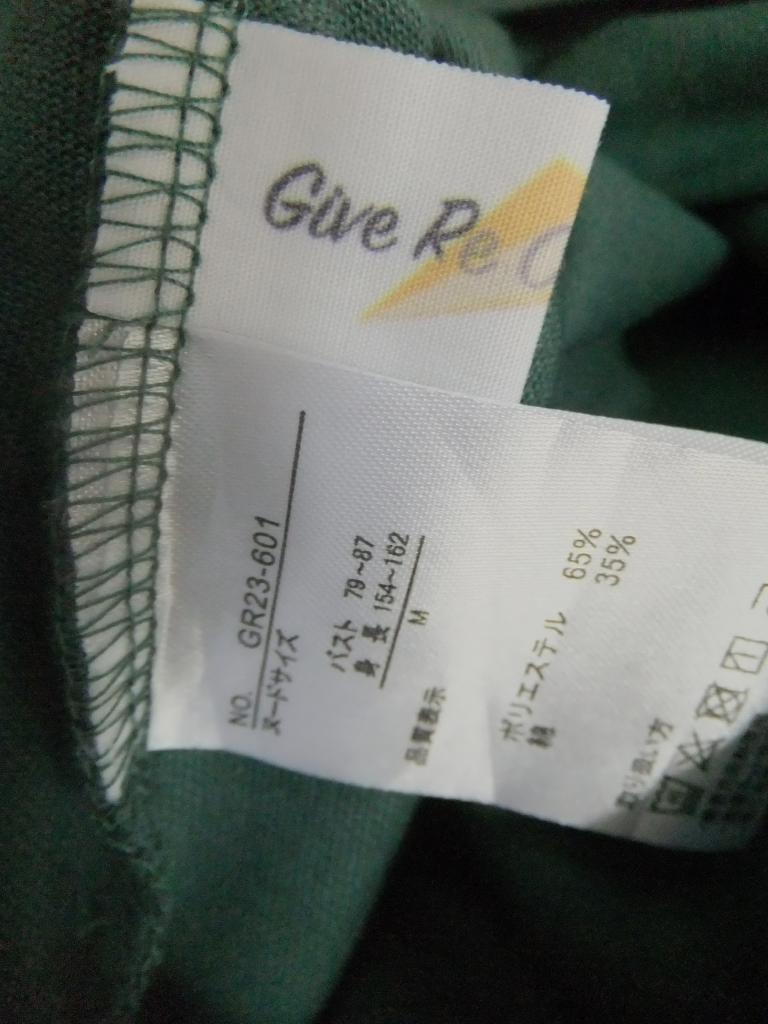 Give Re
NO. GR23-601
ヌードサイズ
バスト 79~87
身長 154~162
M
品質表示
ポリエステル 65%
綿 35%
取り扱い方